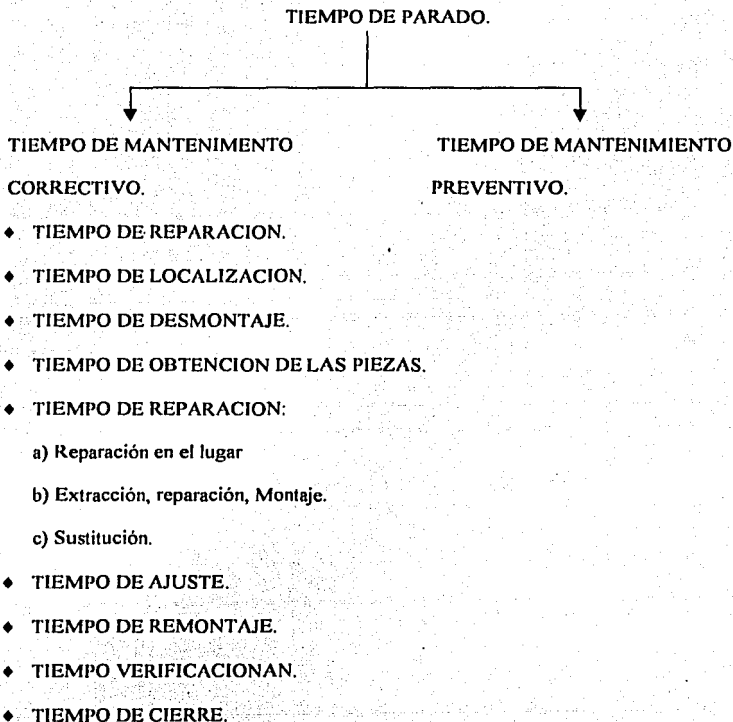 TIEMPO DE PARADO.
TIEMPO DE MANTENIMENTO
CORRECTIVO.
TIEMPO DE MANTENIMIENTO
PREVENTIVO.
♦ TIEMPO DE REPARACION.
♦ TIEMPO DE LOCALIZACION.
♦ TIEMPO DE DESMONTAJE.
♦ TIEMPO DE OBTENCION DE LAS PIEZAS.
♦ TIEMPO DE REPARACION:
a) Reparación en el lugar
b) Extracción, reparación, Montaje.
c) Sustitución.
♦ TIEMPO DE AJUSTE.
♦ TIEMPO DE REMONTAJE.
♦ TIEMPO VERIFICACIONAN.
♦ TIEMPO DE CIERRE.